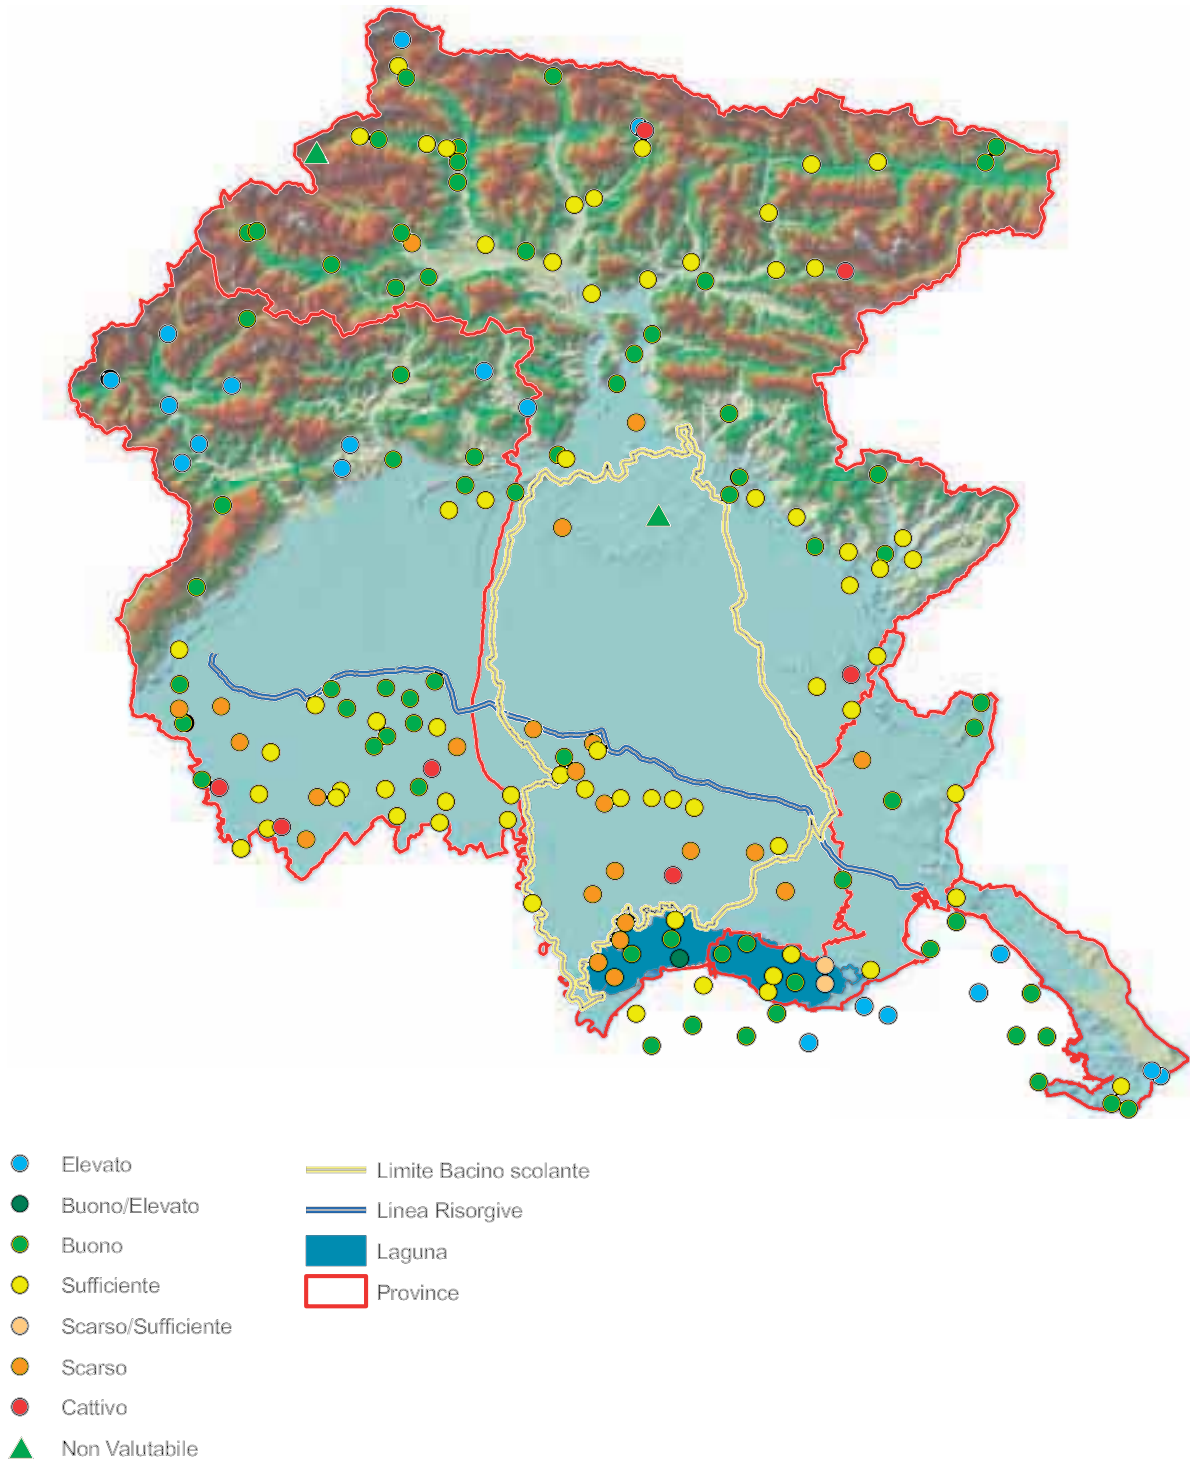 Elevato
Buono/Elevato
Buono
Sufficiente
Scarso/Sufficiente
Scarso
Cattivo
Non Valutabile
Limite Bacino scolante
Linea Risorgive
Laguna
Province